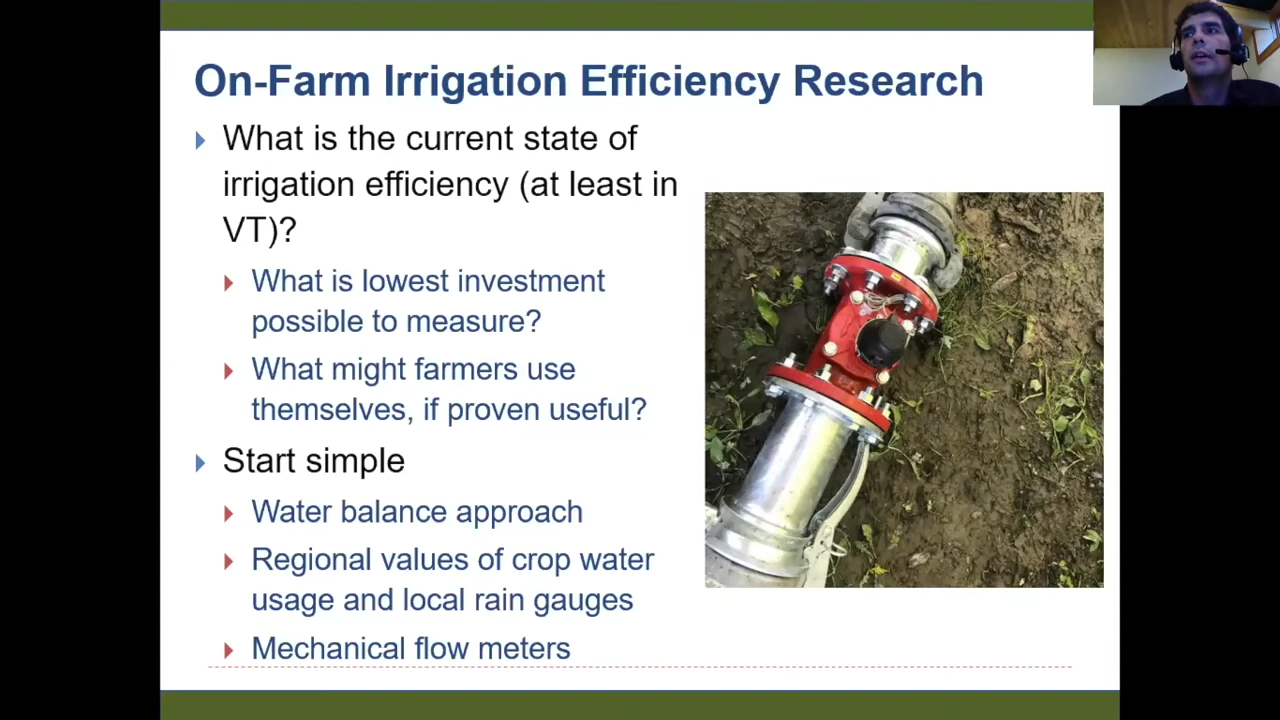 On-Farm Irrigation Efficiency Research
What is the current state of
irrigation efficiency (at least in
VT)?
What is lowest investment
possible to measure?
What might farmers use
themselves, if proven useful?
Start simple
Water balance approach
Regional values of crop water
usage and local rain gauges
Mechanical flow meters